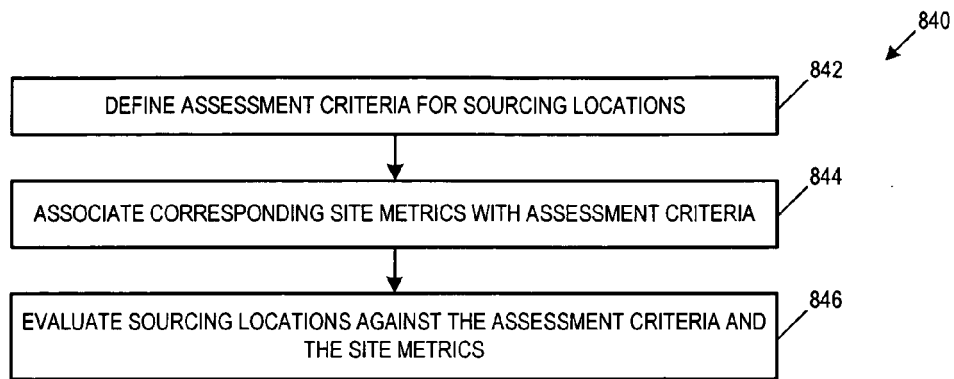 840
842
DEFINE ASSESSMENT CRITERIA FOR SOURCING LOCATIONS
844
ASSOCIATE CORRESPONDING SITE METRICS WITH ASSESSMENT CRITERIA
846
EVALUATE SOURCING LOCATIONS AGAINST THE ASSESSMENT CRITERIA AND
THE SITE METRICS